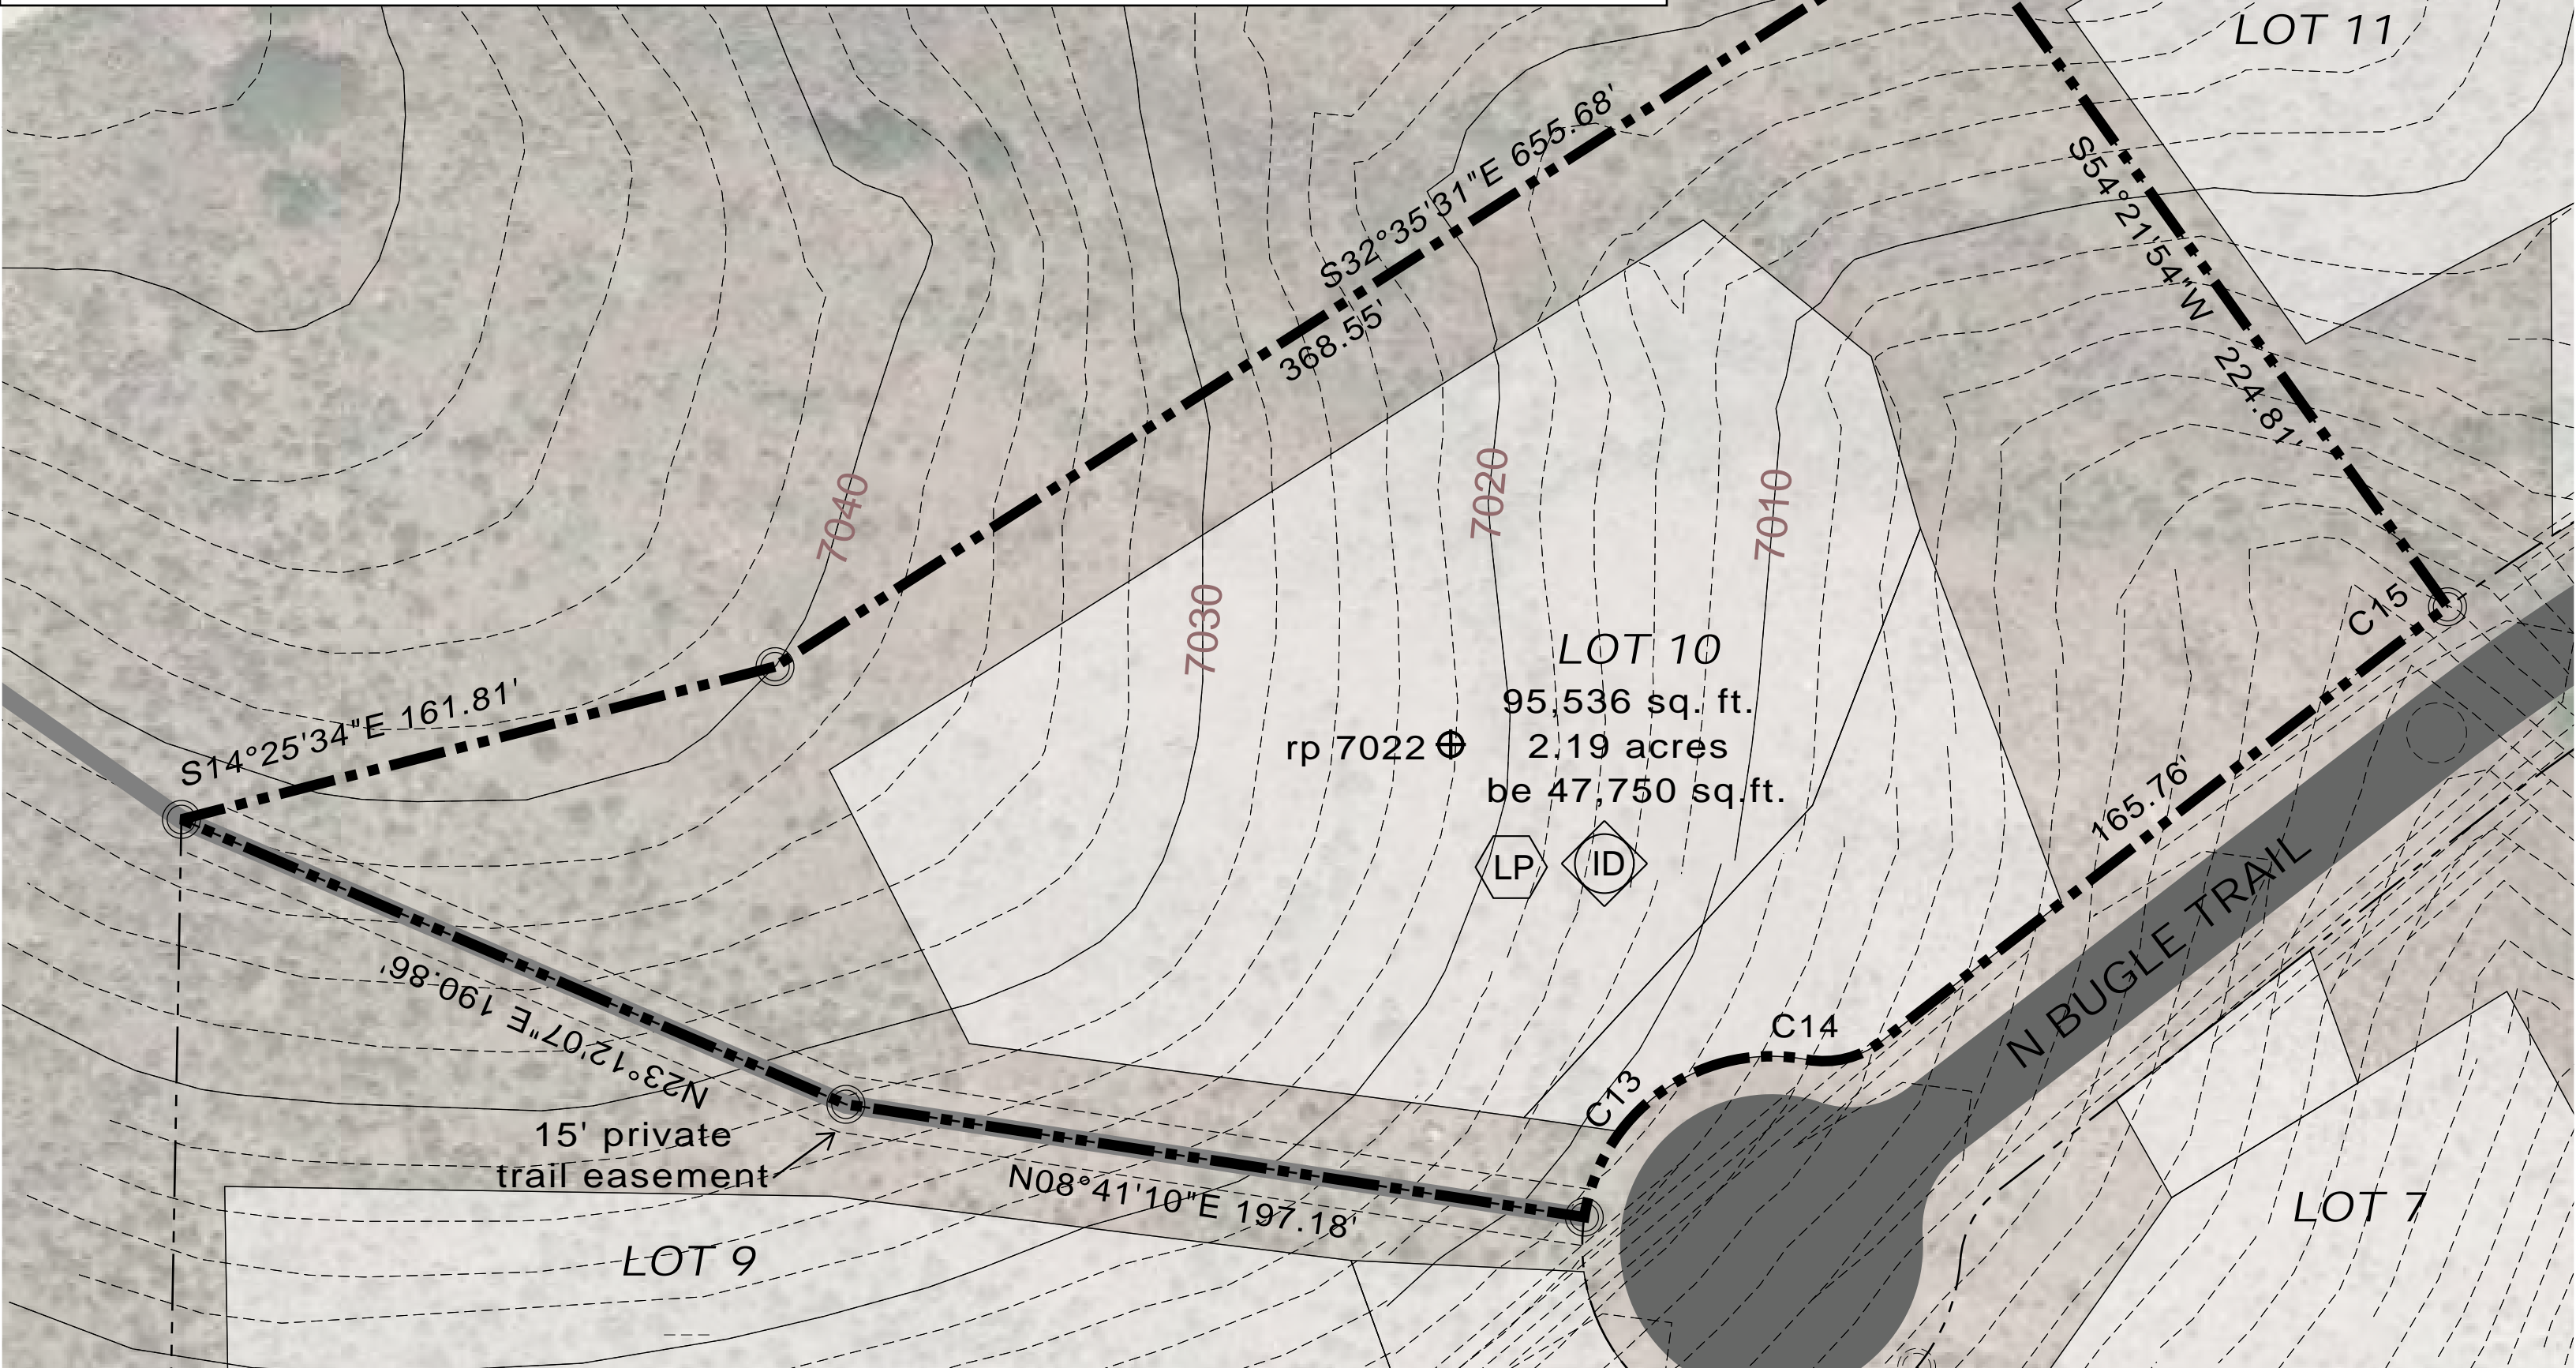 LOT 11
S32°35'31"E 655.68'
368.55'
S54°21'54"W
224.81'
7040
7030
7020
7010
LOT 10
95,536 sq. ft.
rp 7022
2.19 acres
be 47,750 sq.ft.
LP
ID
C15
165.76'
S14°25'34"E 161.81'
N23°12'07"E 190.86'
15' private
trail easement
N08°41'10"E 197.18'
C13
C14
N BUGLE TRAIL
LOT 9
LOT 7